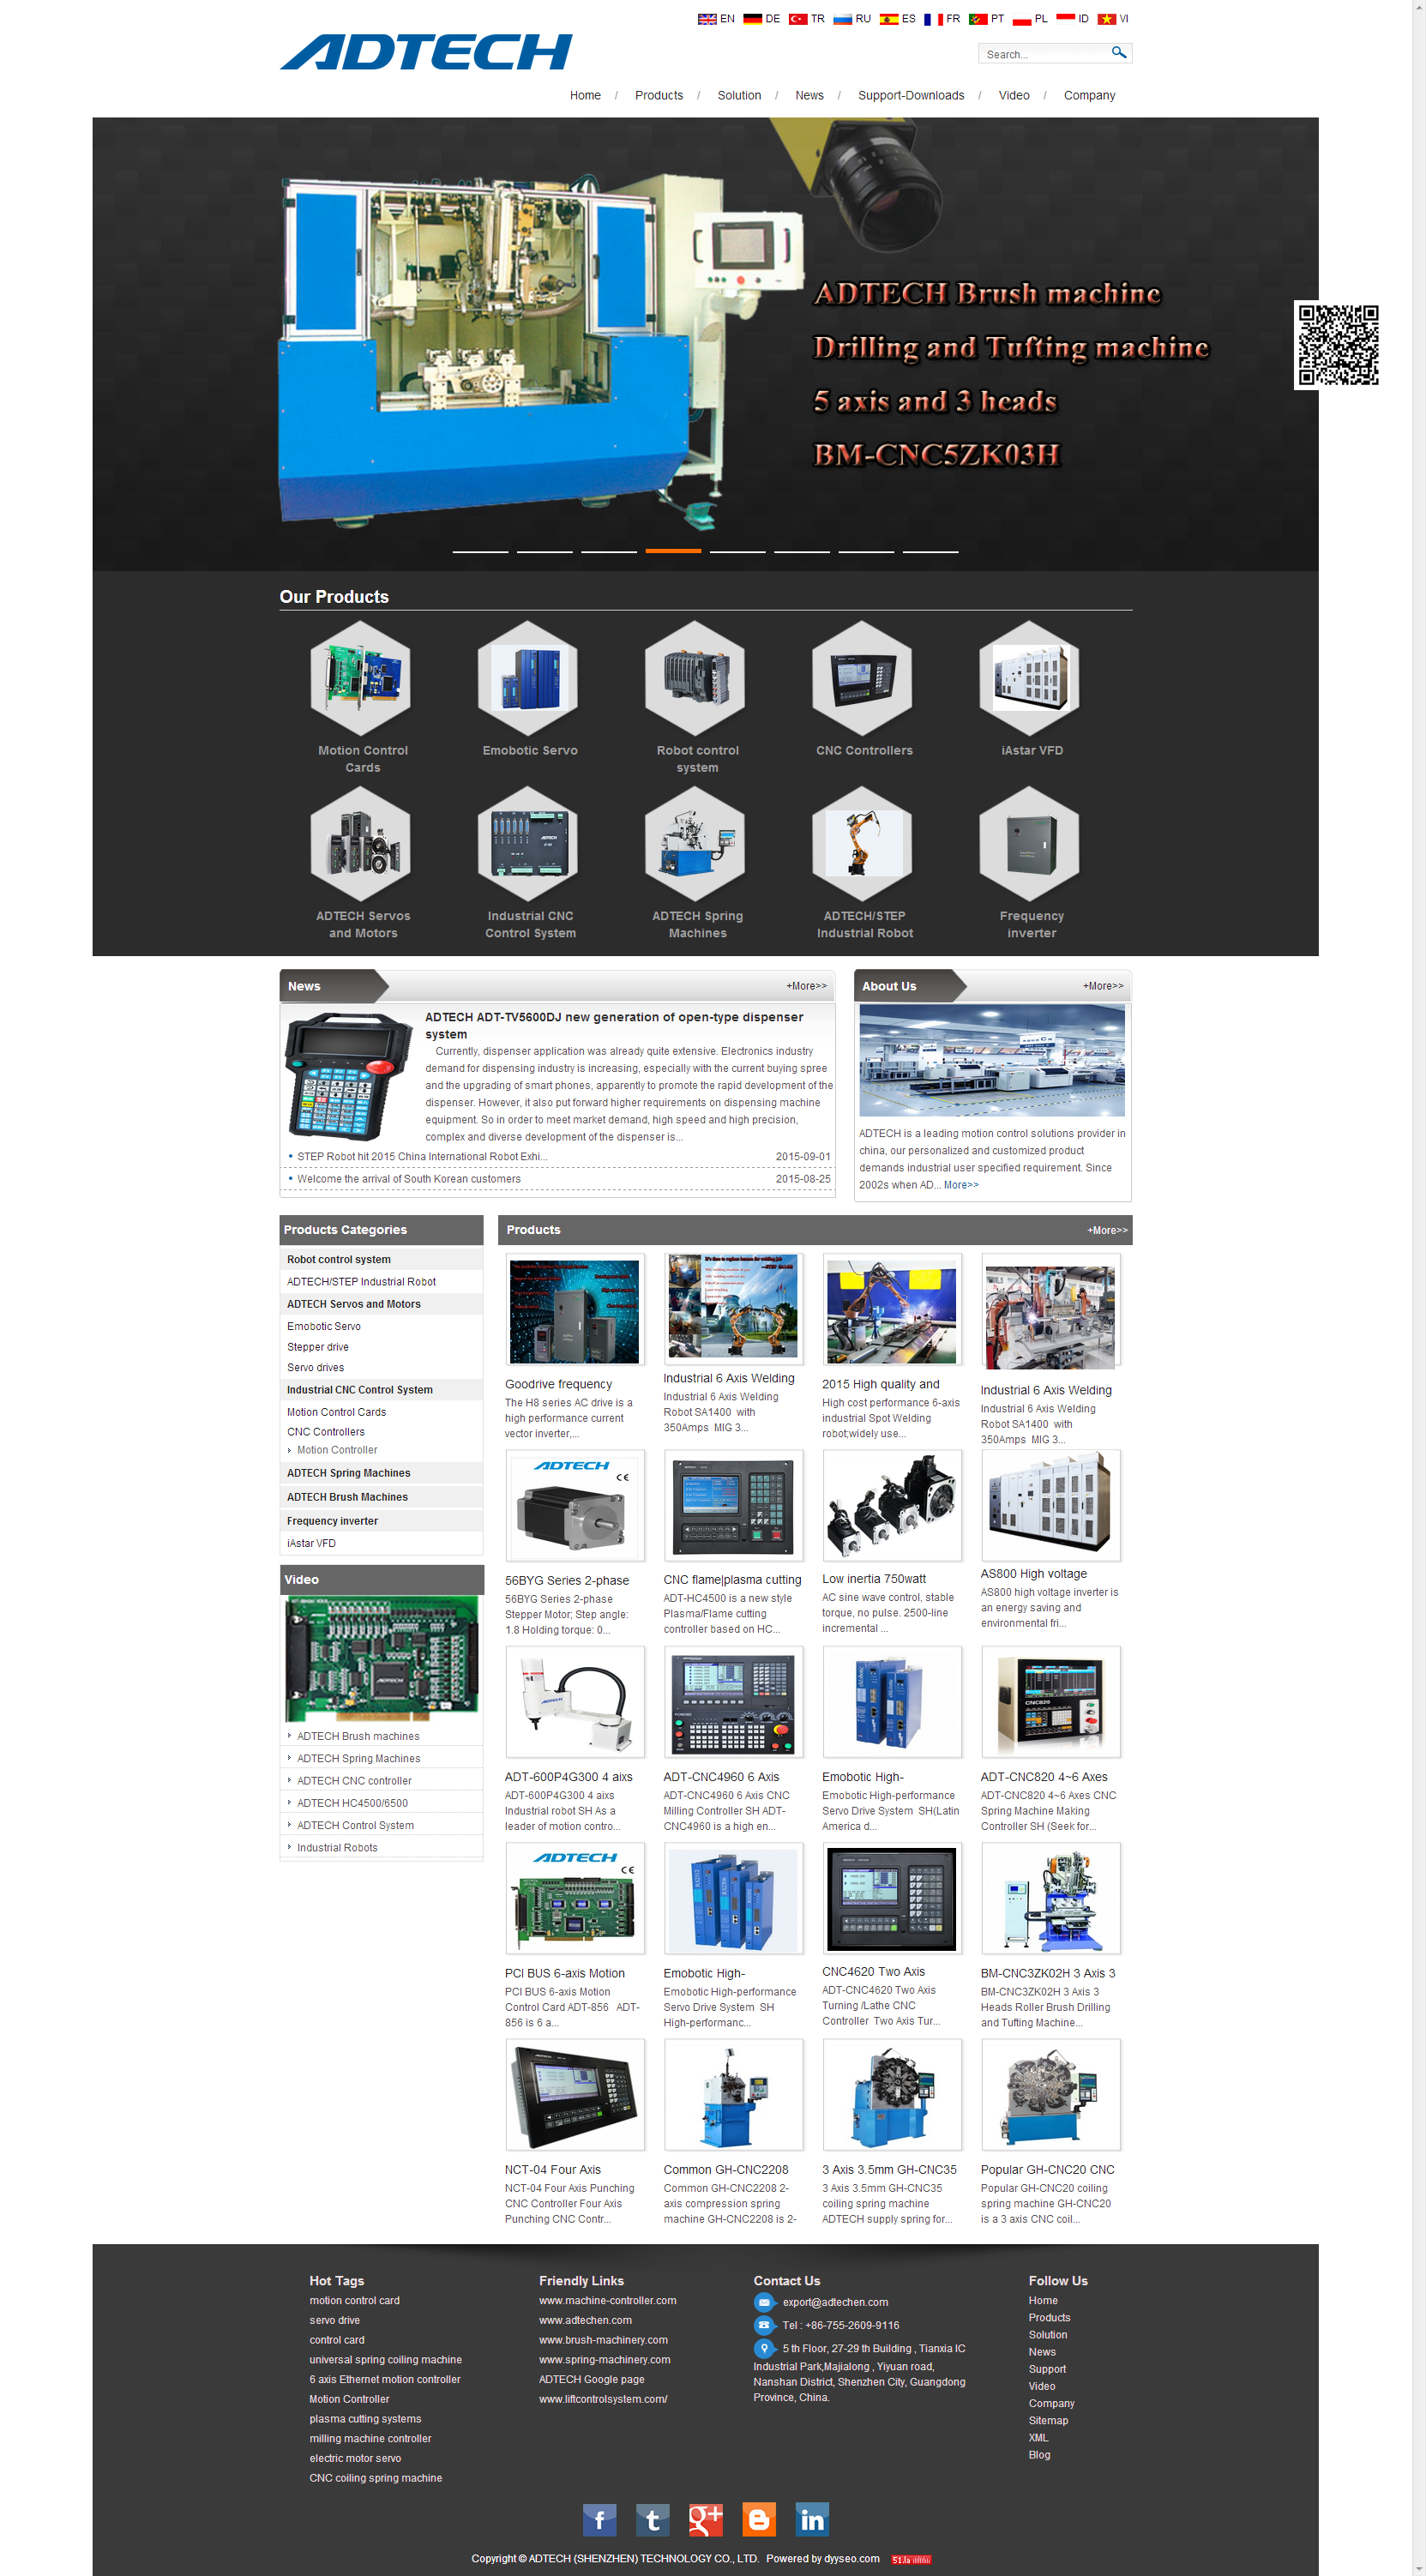 EN DE TR RU ES FR PT PL ID VI
ADTECH
Search...
Home / Products / Solution / News / Support-Downloads / Video / Company
ADTECH Brush machine
Drilling and Tufting machine
5 axis and 3 heads
BM-CNC5ZK03H
Our Products
Motion Control
Cards
Emobotic Servo
Robot control
system
CNC Controllers
iAstar VFD
ADTECH Servos
and Motors
Industrial CNC
Control System
ADTECH Spring
Machines
ADTECH/STEP
Industrial Robot
Frequency
inverter
News
+More>>
ADTECH ADT-TV5600DJ new generation of open-type dispenser
system
Currently, dispenser application was already quite extensive. Electronics industry
demand for dispensing industry is increasing, especially with the current buying spree
and the upgrading of smart phones, apparently to promote the rapid development of the
dispenser. However, it also put forward higher requirements on dispensing machine
equipment. So in order to meet market demand, high speed and high precision,
complex and diverse development of the dispenser is...
STEP Robot hit 2015 China International Robot Exhi... 2015-09-01
Welcome the arrival of South Korean customers 2015-08-25
About Us
+More>>
ADTECH is a leading motion control solutions provider in
china, our personalized and customized product
demands industrial user specified requirement. Since
2002s when AD... More>>
Products Categories
Robot control system
ADTECH/STEP Industrial Robot
ADTECH Servos and Motors
Emobotic Servo
Stepper drive
Servo drives
Industrial CNC Control System
Motion Control Cards
CNC Controllers
Motion Controller
ADTECH Spring Machines
ADTECH Brush Machines
Frequency inverter
iAstar VFD
Video
ADTECH
ADTECH Brush machines
ADTECH Spring Machines
ADTECH CNC controller
ADTECH HC4500/6500
ADTECH Control System
Industrial Robots
Products
+More>>
Goodrive frequency
The H8 series AC drive is a
high performance current
vector inverter,...
Industrial 6 Axis Welding
Industrial 6 Axis Welding
Robot SA1400 with
350Amps MIG 3...
2015 High quality and
High cost performance 6-axis
industrial Spot Welding
robot;widely use...
Industrial 6 Axis Welding
Industrial 6 Axis Welding
Robot SA1400 with
350Amps MIG 3...
ADTECH
CE
56BYG Series 2-phase
56BYG Series 2-phase
Stepper Motor; Step angle:
1.8 Holding torque: 0...
CNC flame|plasma cutting
ADT-HC4500 is a new style
Plasma/Flame cutting
controller based on HC...
Low inertia 750watt
AC sine wave control, stable
torque, no pulse. 2500-line
incremental ...
AS800 High voltage
AS800 high voltage inverter is
an energy saving and
environmental fri...
ADTECH
ADT-600P4G300 4 aixs
ADT-600P4G300 4 aixs
Industrial robot SH As a
leader of motion contro...
ADT-CNC4960 6 Axis
ADT-CNC4960 6 Axis CNC
Milling Controller SH ADT-
CNC4960 is a high en...
Emobotic High-
Emobotic High-performance
Servo Drive System SH(Latin
America d...
CNC820
ADT-CNC820 4~6 Axes
ADT-CNC820 4~6 Axes CNC
Spring Machine Making
Controller SH (Seek for...
ADTECH
CE
PCI BUS 6-axis Motion
PCI BUS 6-axis Motion
Control Card ADT-856 ADT-
856 is 6 a...
Emobotic High-
Emobotic High-performance
Servo Drive System SH
High-performanc...
CNC4620 Two Axis
ADT-CNC4620 Two Axis
Turning /Lathe CNC
Controller Two Axis Tur...
BM-CNC3ZK02H 3 Axis 3
BM-CNC3ZK02H 3 Axis 3
Heads Roller Brush Drilling
and Tufting Machine...
NCT-04 Four Axis
NCT-04 Four Axis Punching
CNC Controller Four Axis
Punching CNC Contr...
Common GH-CNC2208
Common GH-CNC2208 2-
axis compression spring
machine GH-CNC2208 is 2-
3 Axis 3.5mm GH-CNC35
3 Axis 3.5mm GH-CNC35
coiling spring machine
ADTECH supply spring for...
Popular GH-CNC20 CNC
Popular GH-CNC20 coiling
spring machine GH-CNC20
is a 3 axis CNC coil...
Hot Tags
motion control card
servo drive
control card
universal spring coiling machine
6 axis Ethernet motion controller
Motion Controller
plasma cutting systems
milling machine controller
electric motor servo
CNC coiling spring machine
Friendly Links
www.machine-controller.com
www.adtechen.com
www.brush-machinery.com
www.spring-machinery.com
ADTECH Google page
www.liftcontrolsystem.com/
Contact Us
export@adtechen.com
Tel : +86-755-2609-9116
5 th Floor, 27-29 th Building , Tianxia IC
Industrial Park,Majialong , Yiyuan road,
Nanshan District, Shenzhen City, Guangdong
Province, China.
Follow Us
Home
Products
Solution
News
Support
Video
Company
Sitemap
XML
Blog
Copyright © ADTECH (SHENZHEN) TECHNOLOGY CO., LTD. Powered by dyyseo.com 51.la